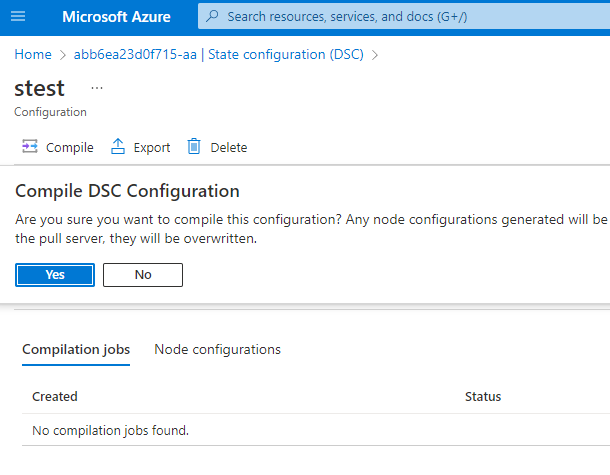 Microsoft Azure
Search resources, services, and docs (G+/)
Home > abb6ea23d0f715-aa | State configuration (DSC) >
stest ...
Configuration
Compile Export Delete
Compile DSC Configuration
Are you sure you want to compile this configuration? Any node configurations generated will be
the pull server, they will be overwritten.
Yes No
Compilation jobs Node configurations
Created Status
No compilation jobs found.